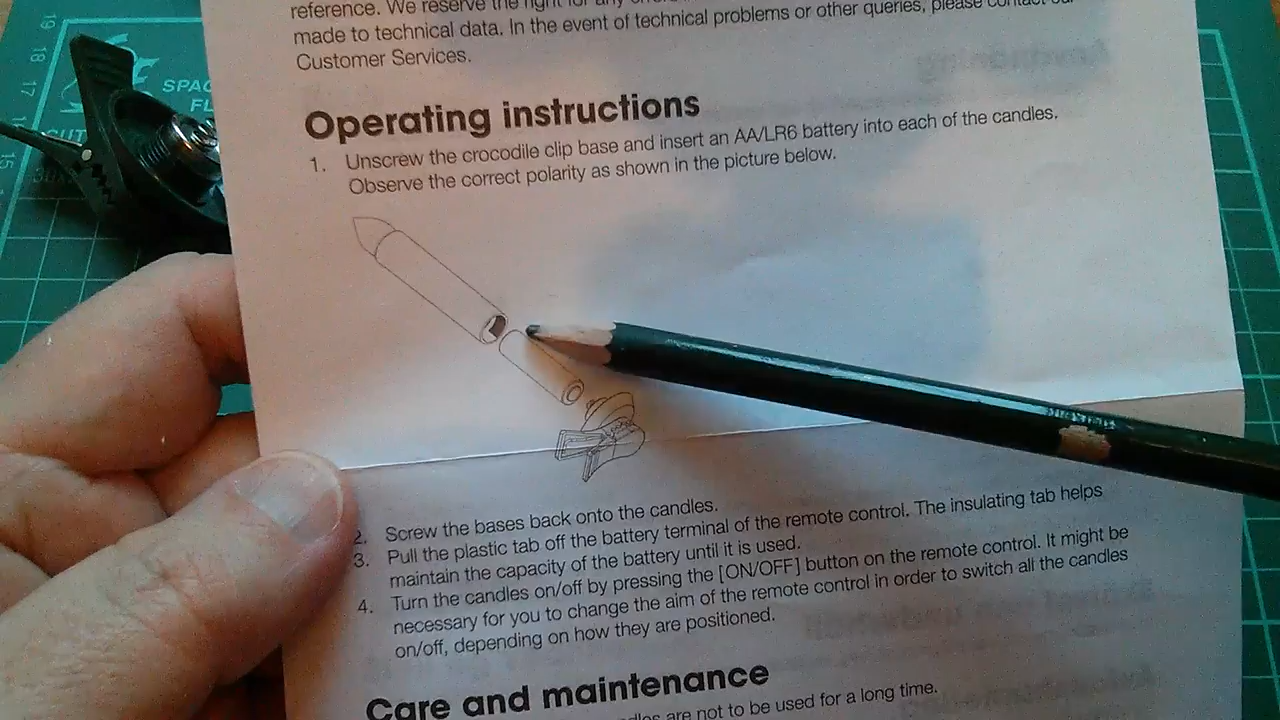 reference. We reserve the right for any
made to technical data. In the event of technical problems or other queries, please contact our
Customer Services.
Operating instructions
1. Unscrew the crocodile clip base and insert an AA/LR6 battery into each of the candles.
Observe the correct polarity as shown in the picture below.
2. Screw the bases back onto the candles.
3. Pull the plastic tab off the battery terminal of the remote control. The insulating tab helps
maintain the capacity of the battery until it is used.
4. Turn the candles on/off by pressing the [ON/OFF] button on the remote control. It might be
necessary for you to change the aim of the remote control in order to switch all the candles
on/off, depending on how they are positioned.
Care and maintenance
are not to be used for a long time.
19
18
17
15
SPAC
FL
CUT